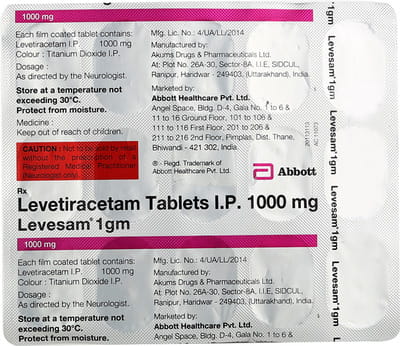 1000 mg
Each film coated tablet contains:
Levetiracetam I.P. 1000 mg
Colour : Titanium Dioxide I.P.
Dosage :
As directed by the Neurologist.
Store at a temperature not
exceeding 30°C.
Protect from moisture.
Medicine :
Keep out of reach of children.
CAUTION : Not to be sold by retail
without the prescription of a
Registered Medical Practitioner
(Neurologist only).
Mfg. Lic. No.: 4/UA/LL/2014
Manufactured by:
Akums Drugs & Pharmaceuticals Ltd.
At: Plot No. 26A-30, Sector-8A, I.I.E, SIDCUL,
Ranipur, Haridwar - 249403, (Uttarakhand), India.
Marketed by:
Abbott Healthcare Pvt. Ltd.
Angel Space, Bldg. D-4, Gala No. 1 to 6 &
11 to 16 Ground Floor, 101 to 106 &
111 to 116 First Floor, 201 to 206 &
211 to 216 2nd Floor, Pimplas, Dist. Thane,
Bhiwandi - 421 302, India.
® - Regd. Trademark of
Abbott Healthcare Pvt. Ltd.
Abbott
Rx
Levetiracetam Tablets I.P. 1000 mg
Levesam® 1gm
1000 mg
Each film coated tablet contains:
Levetiracetam I.P. 1000 mg
Colour : Titanium Dioxide I.P.
Dosage :
As directed by the Neurologist.
Store at a temperature not
exceeding 30°C.
Protect from moisture.
Mfg. Lic. No.: 4/UA/LL/2014
Manufactured by:
Akums Drugs & Pharmaceuticals Ltd.
At: Plot No. 26A-30, Sector-8A, I.I.E, SIDCUL,
Ranipur, Haridwar - 249403, (Uttarakhand), India.
Marketed by:
Abbott Healthcare Pvt. Ltd.
Angel Space, Bldg. D-4, Gala No. 1 to 6 &
1gm
Levesam® 1gm
Levesam® 1gm
Levesam® 1gm